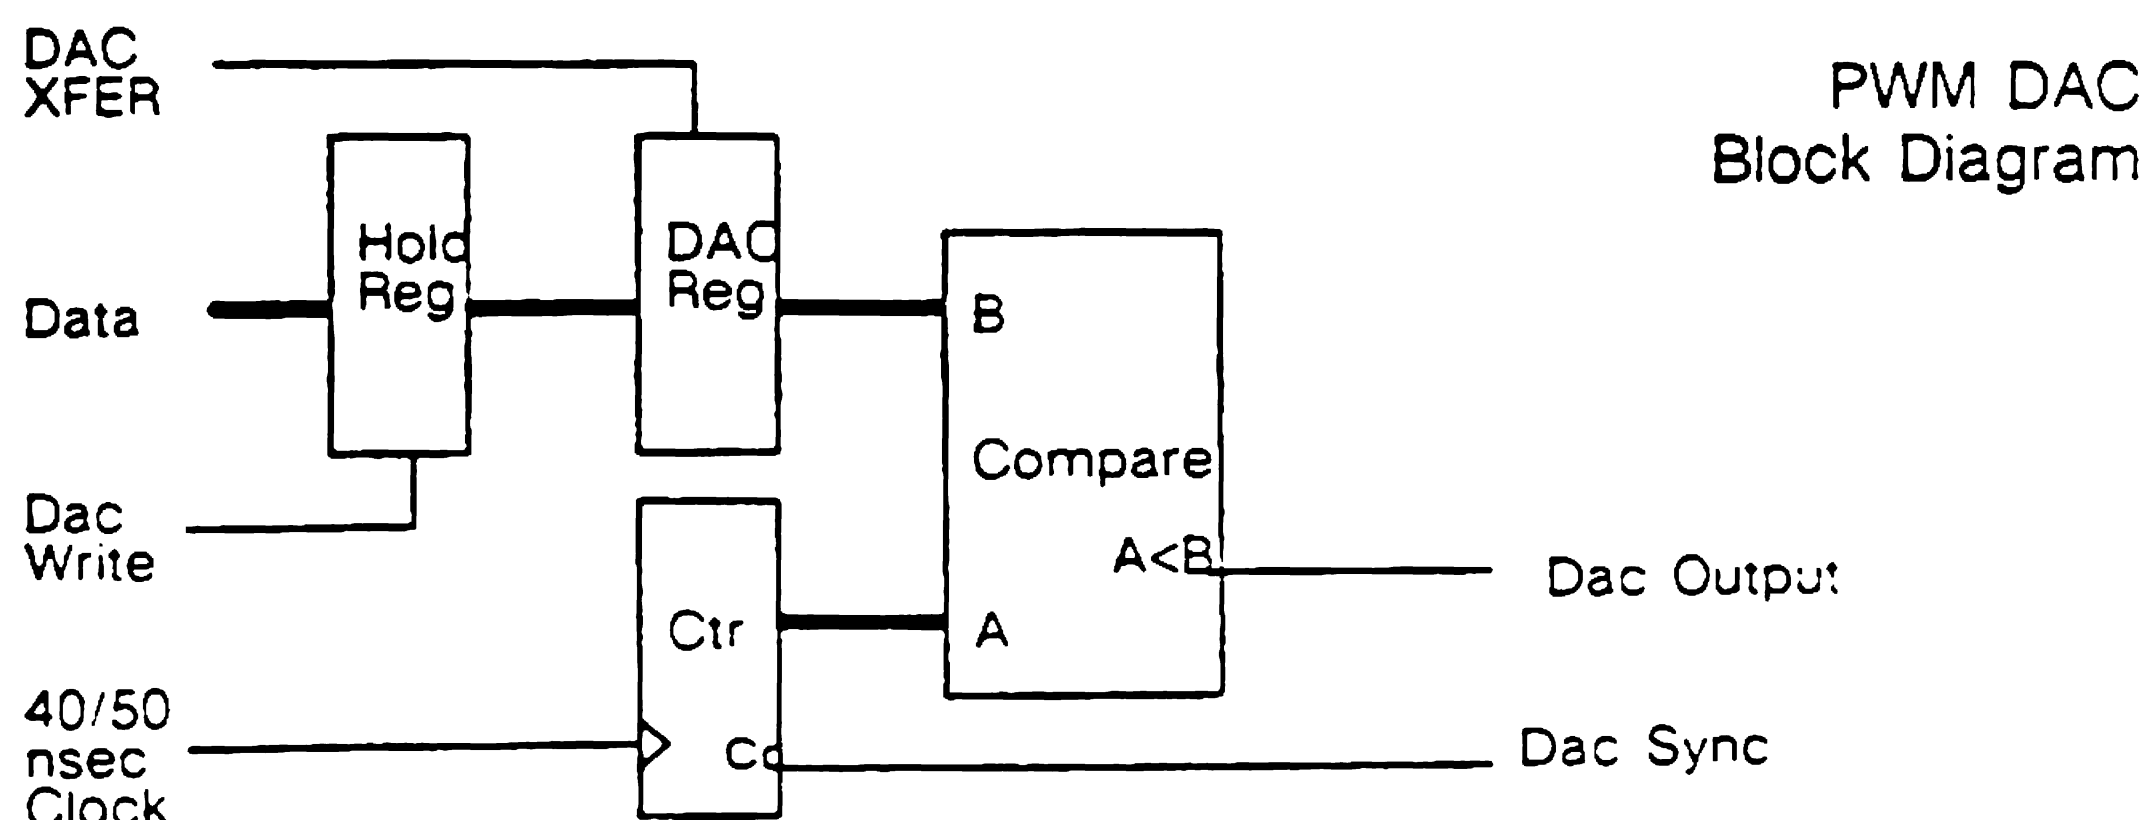 DAC
XFER
PWM DAC
Block Diagram
Hold
Reg
DAC
Reg
Data
B
Compare
Dac
Write
A<B
Dac Output
Ctr
A
40/50
nsec
Clock
Co
Dac Sync